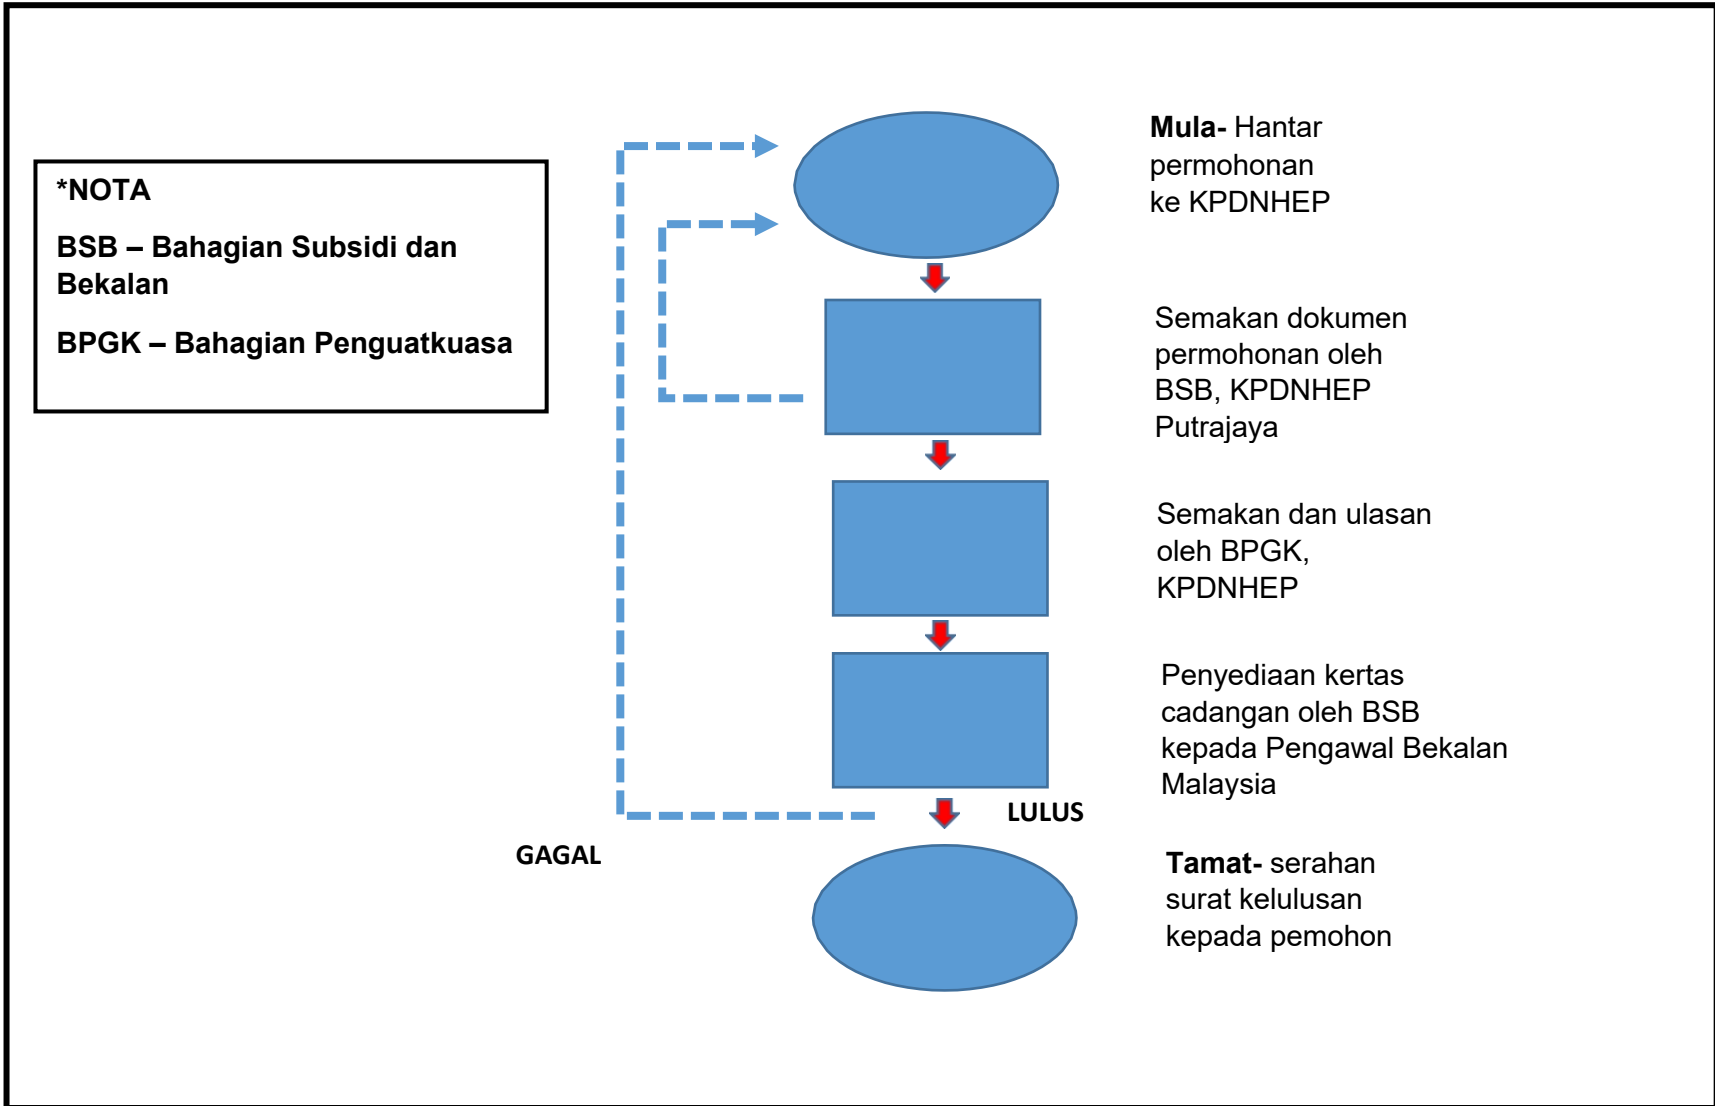 *NOTA
BSB – Bahagian Subsidi dan
Bekalan
BPGK – Bahagian Penguatkuasa
Mula- Hantar
permohonan
ke KPDNHEP
Semakan dokumen
permohonan oleh
BSB, KPDNHEP
Putrajaya
Semakan dan ulasan
oleh BPGK,
KPDNHEP
Penyediaan kertas
cadangan oleh BSB
kepada Pengawal Bekalan
Malaysia
LULUS
GAGAL
Tamat- serahan
surat kelulusan
kepada pemohon